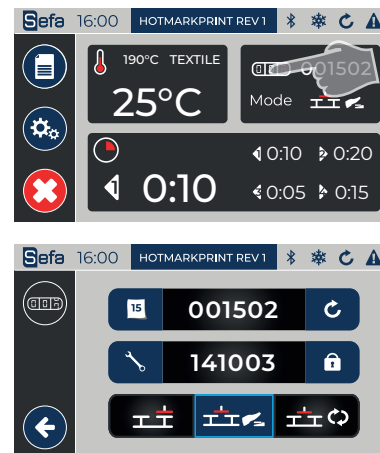 Sefa 16:00 HOTMARKPRINT REV 1
190°C TEXTILE
001502
25°C
Mode
0:10 0:20
1 0:10
0:05 0:15
Sefa 16:00 HOTMARKPRINT REV 1
15 001502
141003